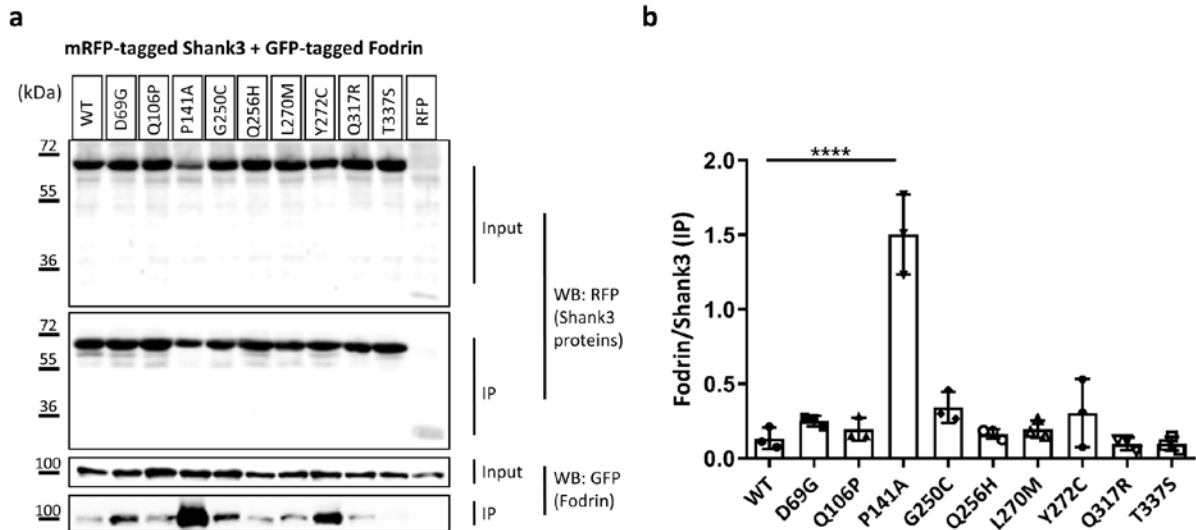 a
mRFP-tagged Shank3 + GFP-tagged Fodrin
(kDa)
WT
D69G
Q106P
P141A
G250C
Q256H
L270M
Y272C
Q317R
T337S
RFP
72
55
36
Input
72
55
36
IP
WB: RFP
(Shank3
proteins)
100
Input
100
IP
WB: GFP
(Fodrin)
b
Fodrin/Shank3 (IP)
2.0
1.5
1.0
0.5
0.0
****
WT
D69G
Q106P
P141A
G250C
Q256H
L270M
Y272C
Q317R
T337S